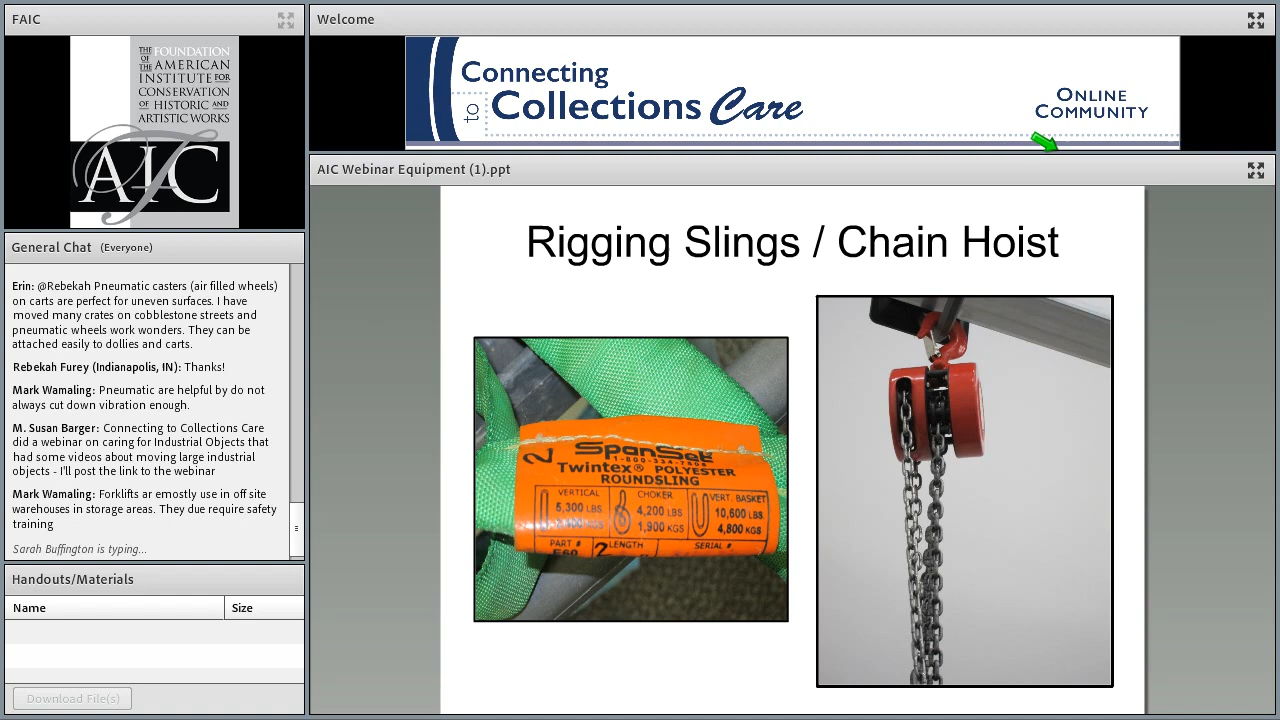 FAIC
THE FOUNDATION
OF THE AMERICAN
INSTITUTE FOR
CONSERVATION
OF HISTORIC AND
ARTISTIC WORKS
AIC
General Chat (Everyone)
Erin: @Rebekah Pneumatic casters (air filled wheels)
on carts are perfect for uneven surfaces. I have
moved many crates on cobblestone streets and
pneumatic wheels work wonders. They can be
attached easily to dollies and carts.
Rebekah Furey (Indianapolis, IN): Thanks!
Mark Wamaling: Pneumatic are helpful by do not
always cut down vibration enough.
M. Susan Barger: Connecting to Collections Care
did a webinar on caring for Industrial Objects that
had some videos about moving large industrial
objects - I'll post the link to the webinar
Mark Wamaling: Forklifts ar emostly use in off site
warehouses in storage areas. They due require safety
training
Sarah Buffington is typing...
Handouts/Materials
Name Size
Download File(s)
Welcome
Connecting
to Collections Care
ONLINE
COMMUNITY
AIC Webinar Equipment (1).ppt
Rigging Slings / Chain Hoist
2 SpanSet
Twintex® POLYESTER
ROUNDSLING
VERTICAL CHOKER VERT. BASKET
5,300 LBS. 4,200 LBS. 10,600 LBS.
1,900 KGS 4,800 KGS
PART # LENGTH SERIAL #
E60 2